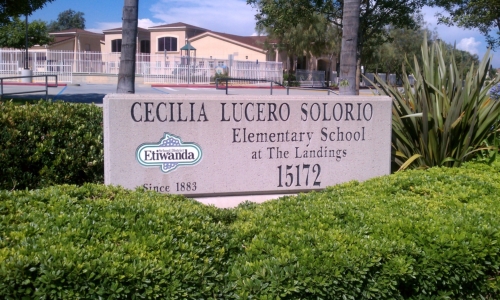 CECILIA LUCERO SOLORIO
Elementary School
at The Landings
Etiwanda
Since 1883
15172